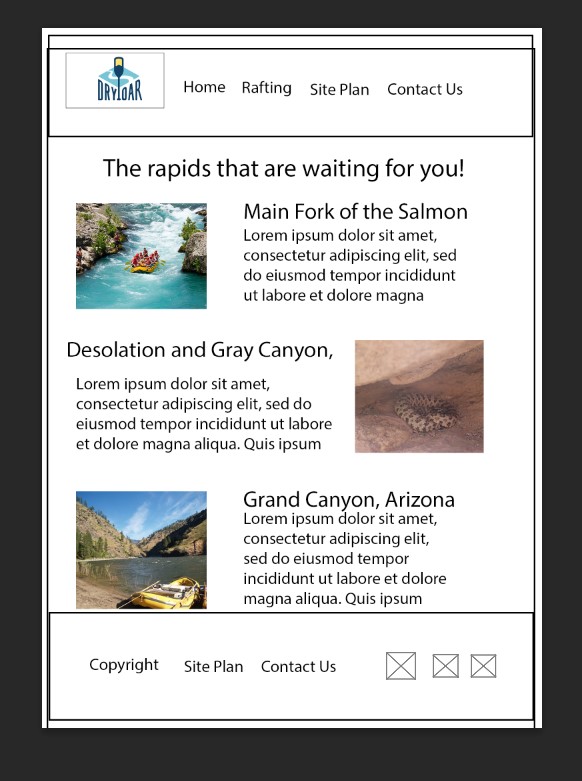 DRYOAR
Home Rafting Site Plan Contact Us
The rapids that are waiting for you!
Main Fork of the Salmon
Lorem ipsum dolor sit amet,
consectetur adipiscing elit, sed
do eiusmod tempor incididunt
ut labore et dolore magna
Desolation and Gray Canyon,
Lorem ipsum dolor sit amet,
consectetur adipiscing elit, sed do
eiusmod tempor incididunt ut labore
et dolore magna aliqua. Quis ipsum
Grand Canyon, Arizona
Lorem ipsum dolor sit amet,
consectetur adipiscing elit,
sed do eiusmod tempor
incididunt ut labore et dolore
magna aliqua. Quis ipsum
Copyright Site Plan Contact Us